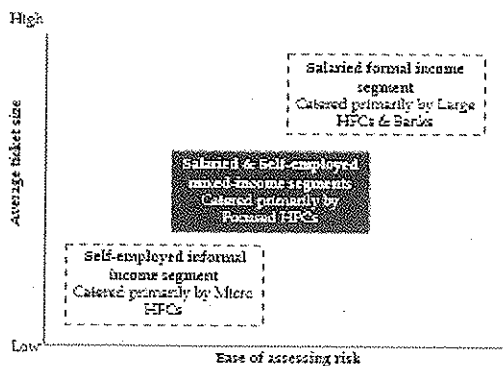 High
Salaried formal income
segment
Catered primarily by Large
HFCs & Banks
Average ticket size
Salaried & Self-employed
mixed-income segments
Catered primarily by
Focused HFCs
Self-employed informal
income segment
Catered primarily by Micro
HFCs
Low
Ease of assessing risk